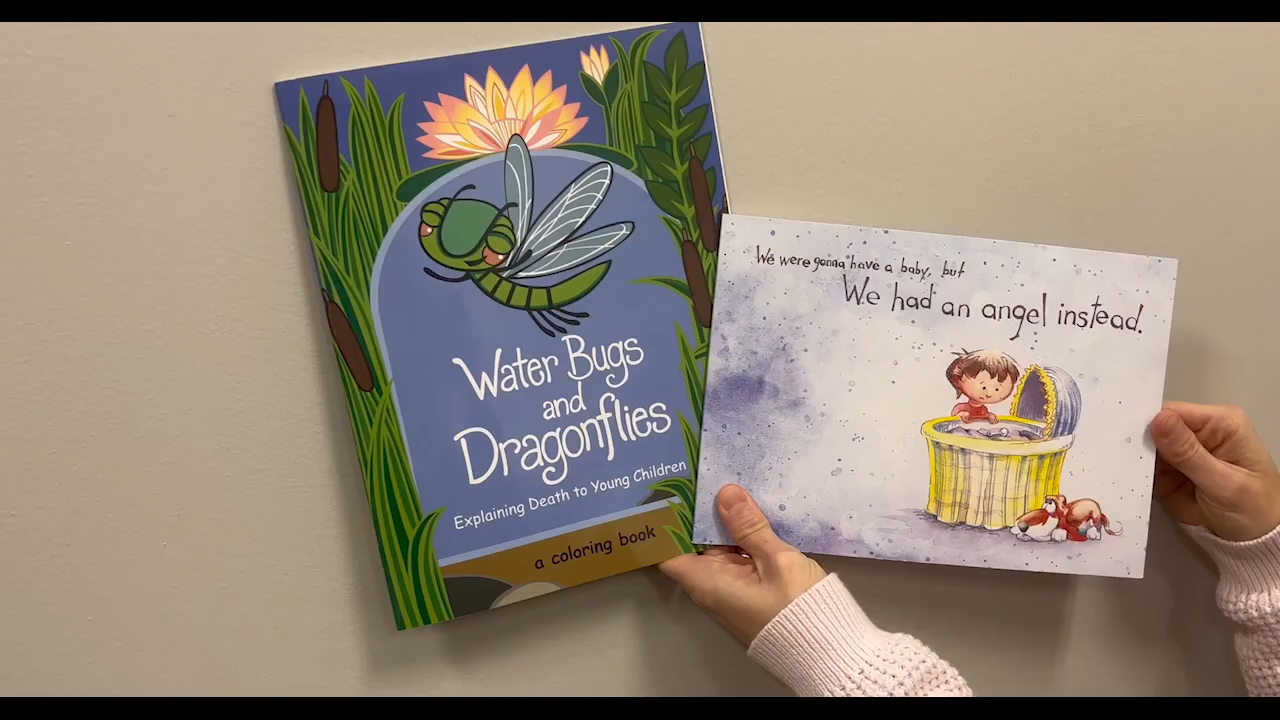 Water Bugs
and
Dragonflies
Explaining Death to Young Children
a coloring book
We were gonna have a baby, but
We had an angel instead.